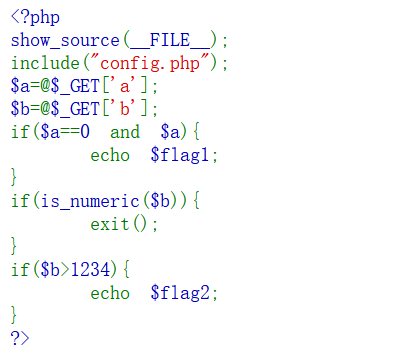 <?php
show_source(__FILE__);
include("config.php");
$a=@$_GET['a'];
$b=@$_GET['b'];
if($a==0 and $a){
echo $flag1;
}
if(is_numeric($b)){
exit();
}
if($b>1234){
echo $flag2;
}
?>